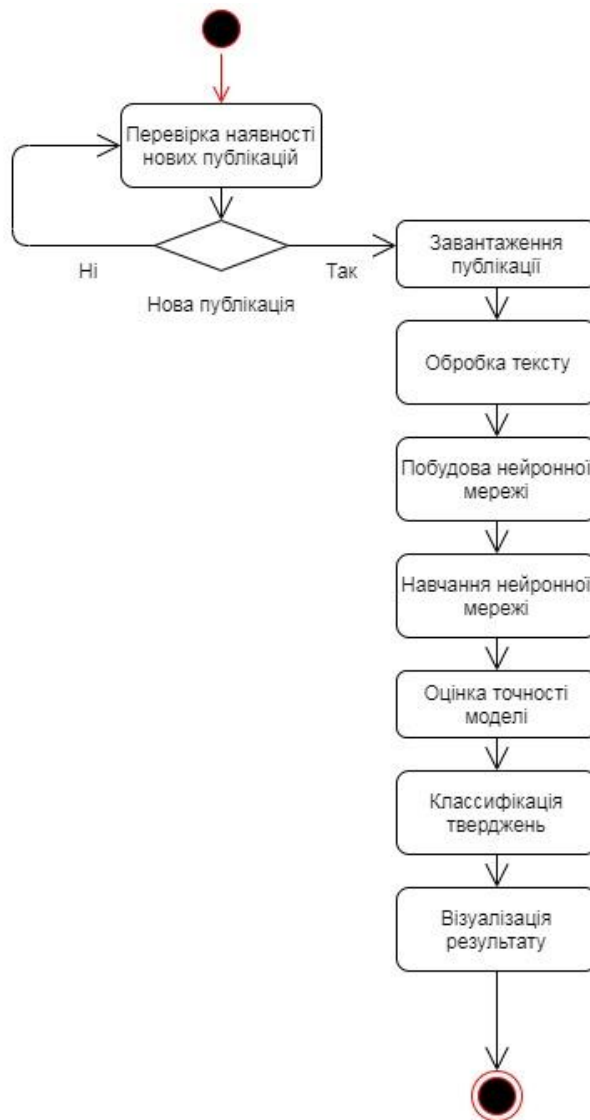 Перевірка наявності
нових публікацій
Ні
Так
Нова публікація
Завантаження
публікації
Обробка тексту
Побудова нейронної
мережі
Навчання нейронної
мережі
Оцінка точності
моделі
Классифікація
тверджень
Візуалізація
результату